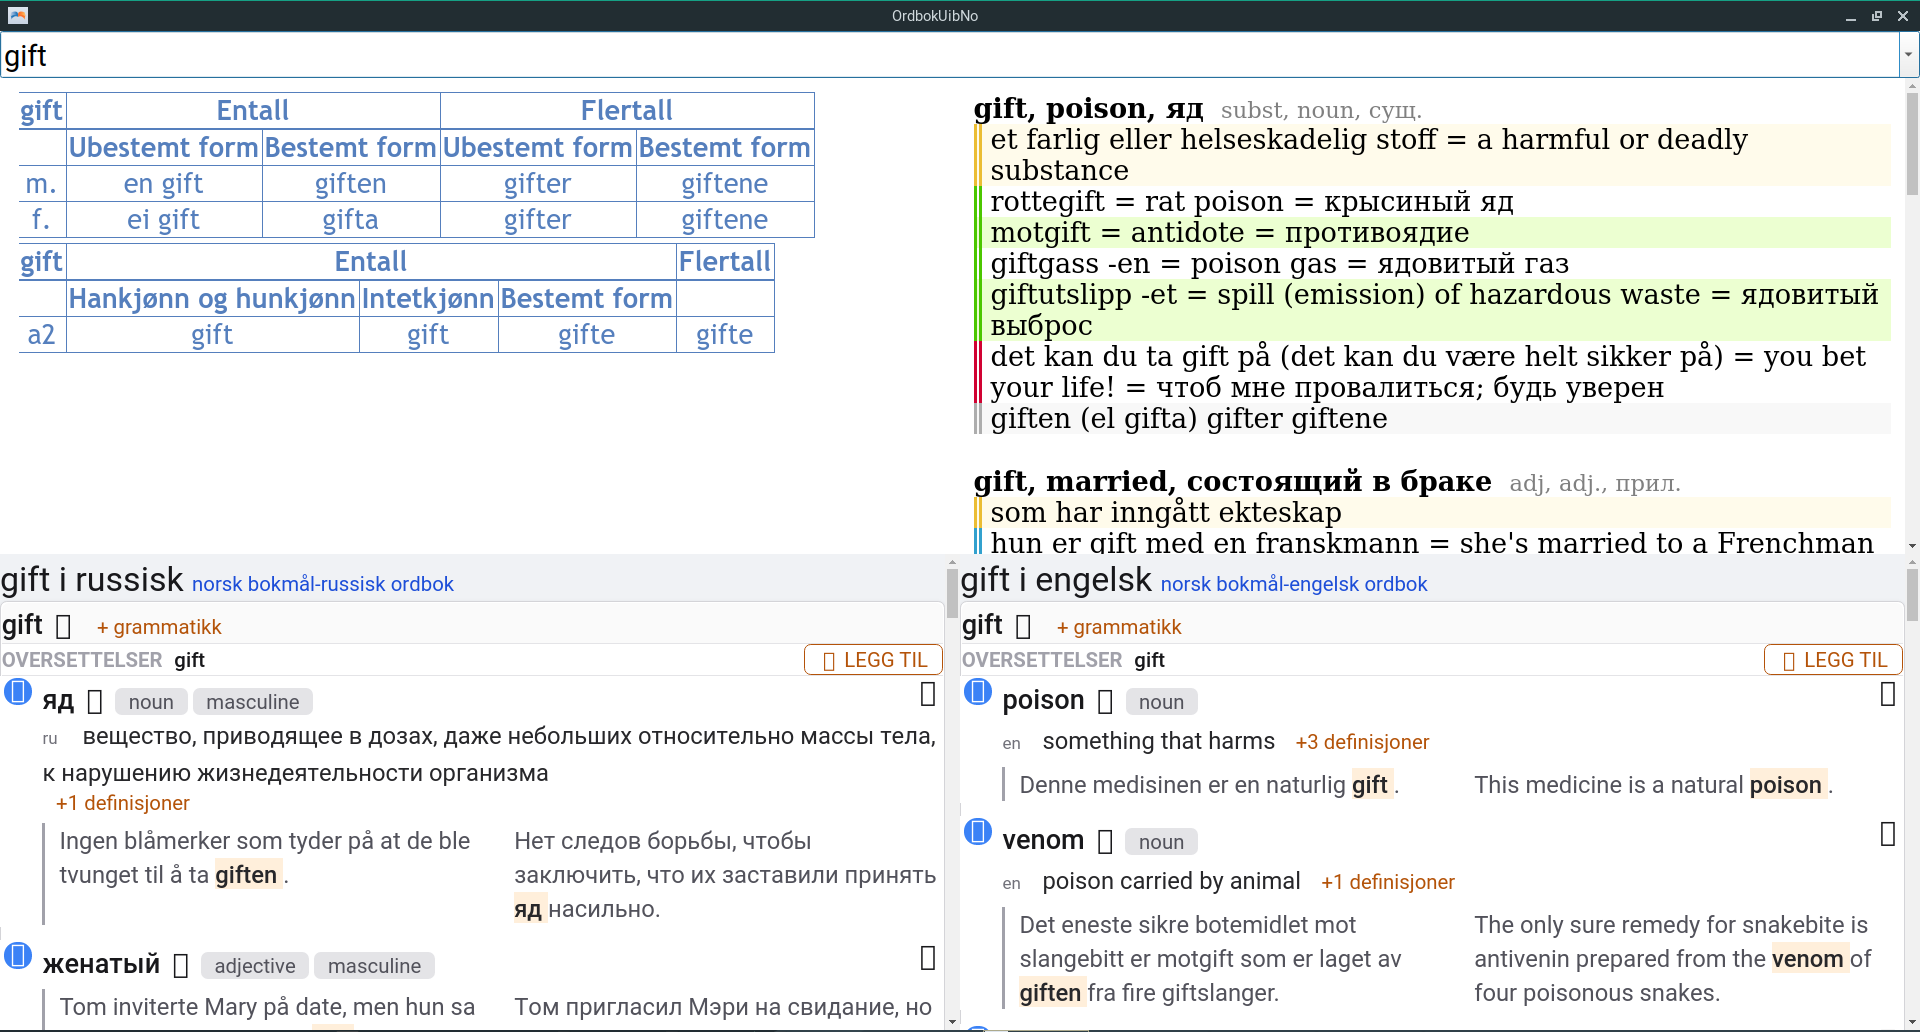 OrdbokUibNo
gift
gift Entall Flertall
Ubestemt form Bestemt form Ubestemt form Bestemt form
m. en gift giften gifter giftene
f. ei gift gifta gifter giftene
gift Entall Flertall
Hankjønn og hunkjønn Intetkjønn Bestemt form
a2 gift gift gifte gifte
gift, poison, яд subst, noun, сущ.
et farlig eller helseskadelig stoff = a harmful or deadly
substance
rottegift = rat poison = крысиный яд
motgift = antidote = противоядие
giftgass -en = poison gas = ядовитый газ
giftutslipp -et = spill (emission) of hazardous waste = ядовитый
выброс
det kan du ta gift på (det kan du være helt sikker på) = you bet
your life! = чтоб мне провалиться; будь уверен
giften (el gifta) gifter giftene
gift, married, состоящий в браке adj, adj., прил.
som har inngått ekteskap
hun er gift med en franskmann = she's married to a Frenchman
gift i russisk norsk bokmål-russisk ordbok
gift + grammatikk
OVERSETTELSER gift LEGG TIL
яд noun masculine
ru вещество, приводящее в дозах, даже небольших относительно массы тела,
к нарушению жизнедеятельности организма
+1 definisjoner
Ingen blåmerker som tyder på at de ble
tvunget til å ta giften .
Нет следов борьбы, чтобы
заключить, что их заставили принять
яд насильно.
женатый adjective masculine
Tom inviterte Mary på date, men hun sa
Том пригласил Мэри на свидание, но
gift i engelsk norsk bokmål-engelsk ordbok
gift + grammatikk
OVERSETTELSER gift LEGG TIL
poison noun
en something that harms +3 definisjoner
Denne medisinen er en naturlig gift .
This medicine is a natural poison .
venom noun
en poison carried by animal +1 definisjoner
Det eneste sikre botemidlet mot
slangebitt er motgift som er laget av
giften fra fire giftslanger.
The only sure remedy for snakebite is
antivenin prepared from the venom of
four poisonous snakes.